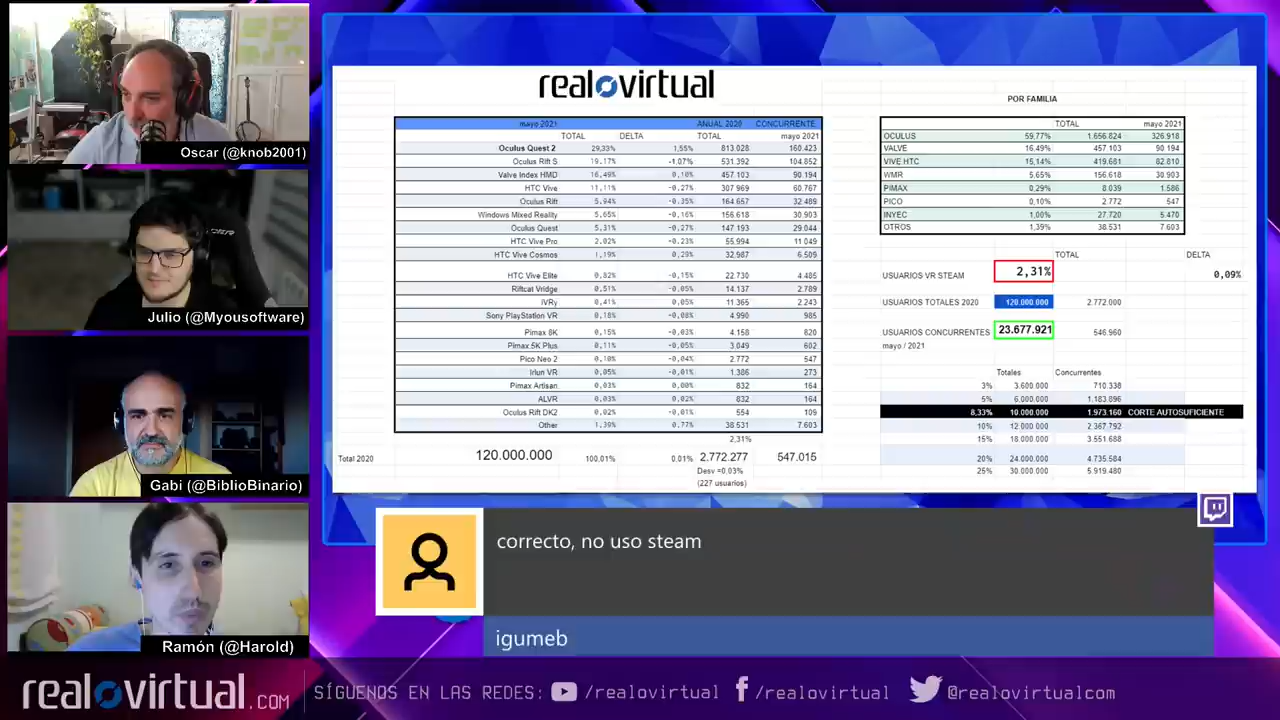 Oscar (@knob2001)
Julio (@Myousoftware)
Gabi (@BiblioBinario)
Ramón (@Harold)
realovirtual
mayo 2021 ANUAL 2020 CONCURRENTE
TOTAL DELTA TOTAL mayo 2021
Oculus Quest 2 29,33% 1,55% 813.028 160.423
Oculus Rift S 19.17% -1,07% 531.392 104.852
Valve Index HMD 16,49% 0,10% 457.103 90.194
HTC Vive 11,11% -0,27% 307.969 60.767
Oculus Rift 5,94% -0,35% 164.657 32.489
Windows Mixed Reality 5,65% -0,16% 156.618 30.903
Oculus Quest 5,31% -0,27% 147.193 29.044
HTC Vive Pro 2,02% -0,23% 55.994 11.049
HTC Vive Cosmos 1,19% 0,29% 32.987 6.509
HTC Vive Elite 0,82% -0,15% 22.730 4.485
Riftcat Vridge 0,51% -0,05% 14.137 2.789
IVRy 0,41% 0,05% 11.365 2.243
Sony PlayStation VR 0,18% -0,08% 4.990 985
Pimax 8K 0,15% -0,03% 4.158 820
Pimax 5K Plus 0,11% -0,05% 3.049 602
Pico Neo 2 0,10% -0,04% 2.772 547
Irlun VR 0,05% -0,01% 1.386 273
Pimax Artisan 0,03% 0,00% 832 164
ALVR 0,03% 0,02% 832 164
Oculus Rift DK2 0,02% -0,01% 554 109
Other 1,39% 0,77% 38.531 7.603
2,31%
Total 2020 120.000.000 100,01% 0,01% 2.772.277 547.015
Desv =0,03%
(227 usuarios)
POR FAMILIA
TOTAL mayo 2021
OCULUS 59,77% 1.656.824 326.918
VALVE 16,49% 457.103 90.194
VIVE HTC 15,14% 419.681 82.810
WMR 5,65% 156.618 30.903
PIMAX 0,29% 8.039 1.586
PICO 0,10% 2.772 547
INYEC 1,00% 27.720 5.470
OTROS 1,39% 38.531 7.603
TOTAL DELTA
USUARIOS VR STEAM 2,31% 0,09%
USUARIOS TOTALES 2020 120.000.000 2.772.000
USUARIOS CONCURRENTES 23.677.921 546.960
mayo / 2021
Totales Concurrentes
3% 3.600.000 710.338
5% 6.000.000 1.183.896
8,33% 10.000.000 1.973.160 CORTE AUTOSUFICIENTE
10% 12.000.000 2.367.792
15% 18.000.000 3.551.688
20% 24.000.000 4.735.584
25% 30.000.000 5.919.480
correcto, no uso steam
igumeb
realovirtual.com SÍGUENOS EN LAS REDES: /realovirtual /realovirtual @realovirtualcom